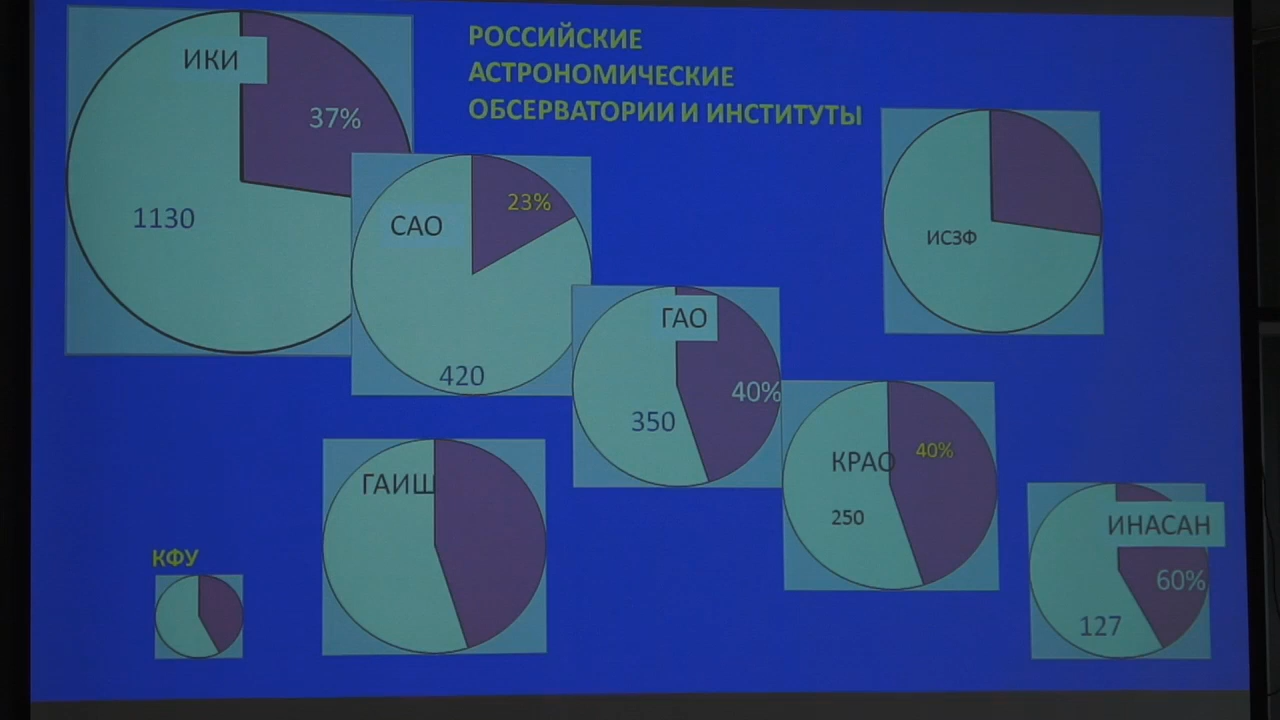 РОССИЙСКИЕ
АСТРОНОМИЧЕСКИЕ
ОБСЕРВАТОРИИ И ИНСТИТУТЫ
ИКИ
37%
1130
САО
23%
420
ГАО
40%
350
ИСЗФ
КРАО
40%
250
ГАИШ
КФУ
ИНАСАН
60%
127